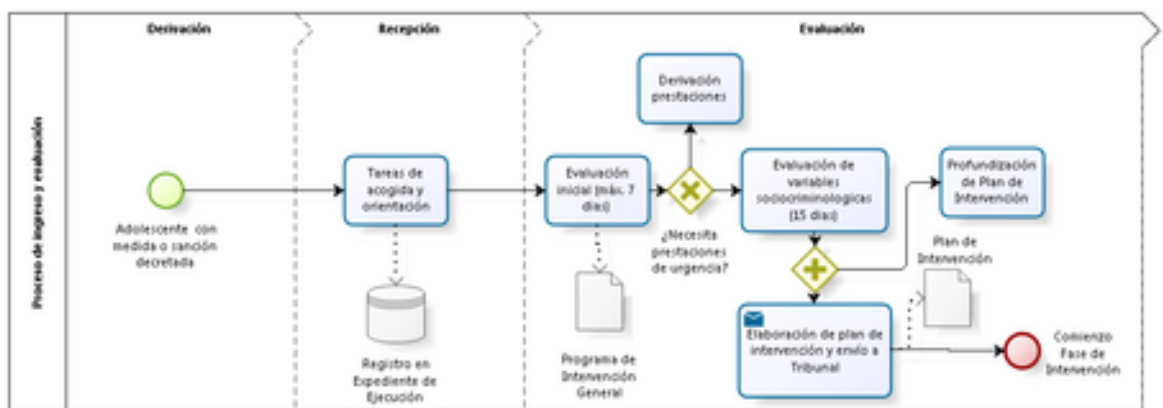 Proceso de ingreso y evaluación
Derivación
Recepción
Evaluación
Adolescente con
medida o sanción
decretada
Tareas de
acogida y
orientación
Registro en
Expediente de
Ejecución
Evaluación
inicial (máx. 7
días)
Programa de
Intervención
General
Derivación
prestaciones
¿Necesita
prestaciones
de urgencia?
Evaluación de
variables
sociocriminologicas
(15 días)
Profundización
de Plan de
Intervención
Plan de
Intervención
Elaboración de plan de
intervención y envío a
Tribunal
Comienzo
Fase de
Intervención